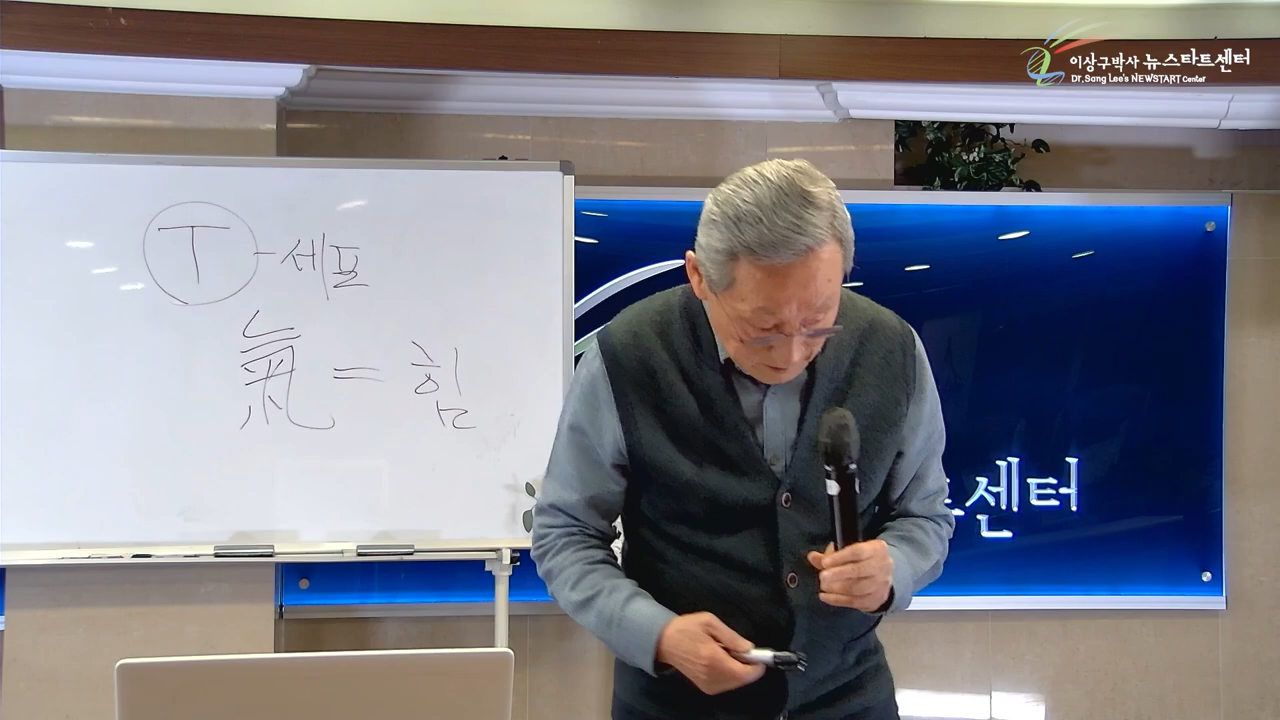 이상구박사 뉴스타트센터
Dr. Sang Lee's NEWSTART Center
T-세포
氣 = 힘
센터